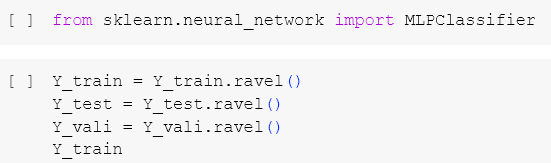 [ ] from sklearn.neural_network import MLPClassifier
[ ] Y_train = Y_train.ravel()
Y_test = Y_test.ravel()
Y_vali = Y_vali.ravel()
Y_train